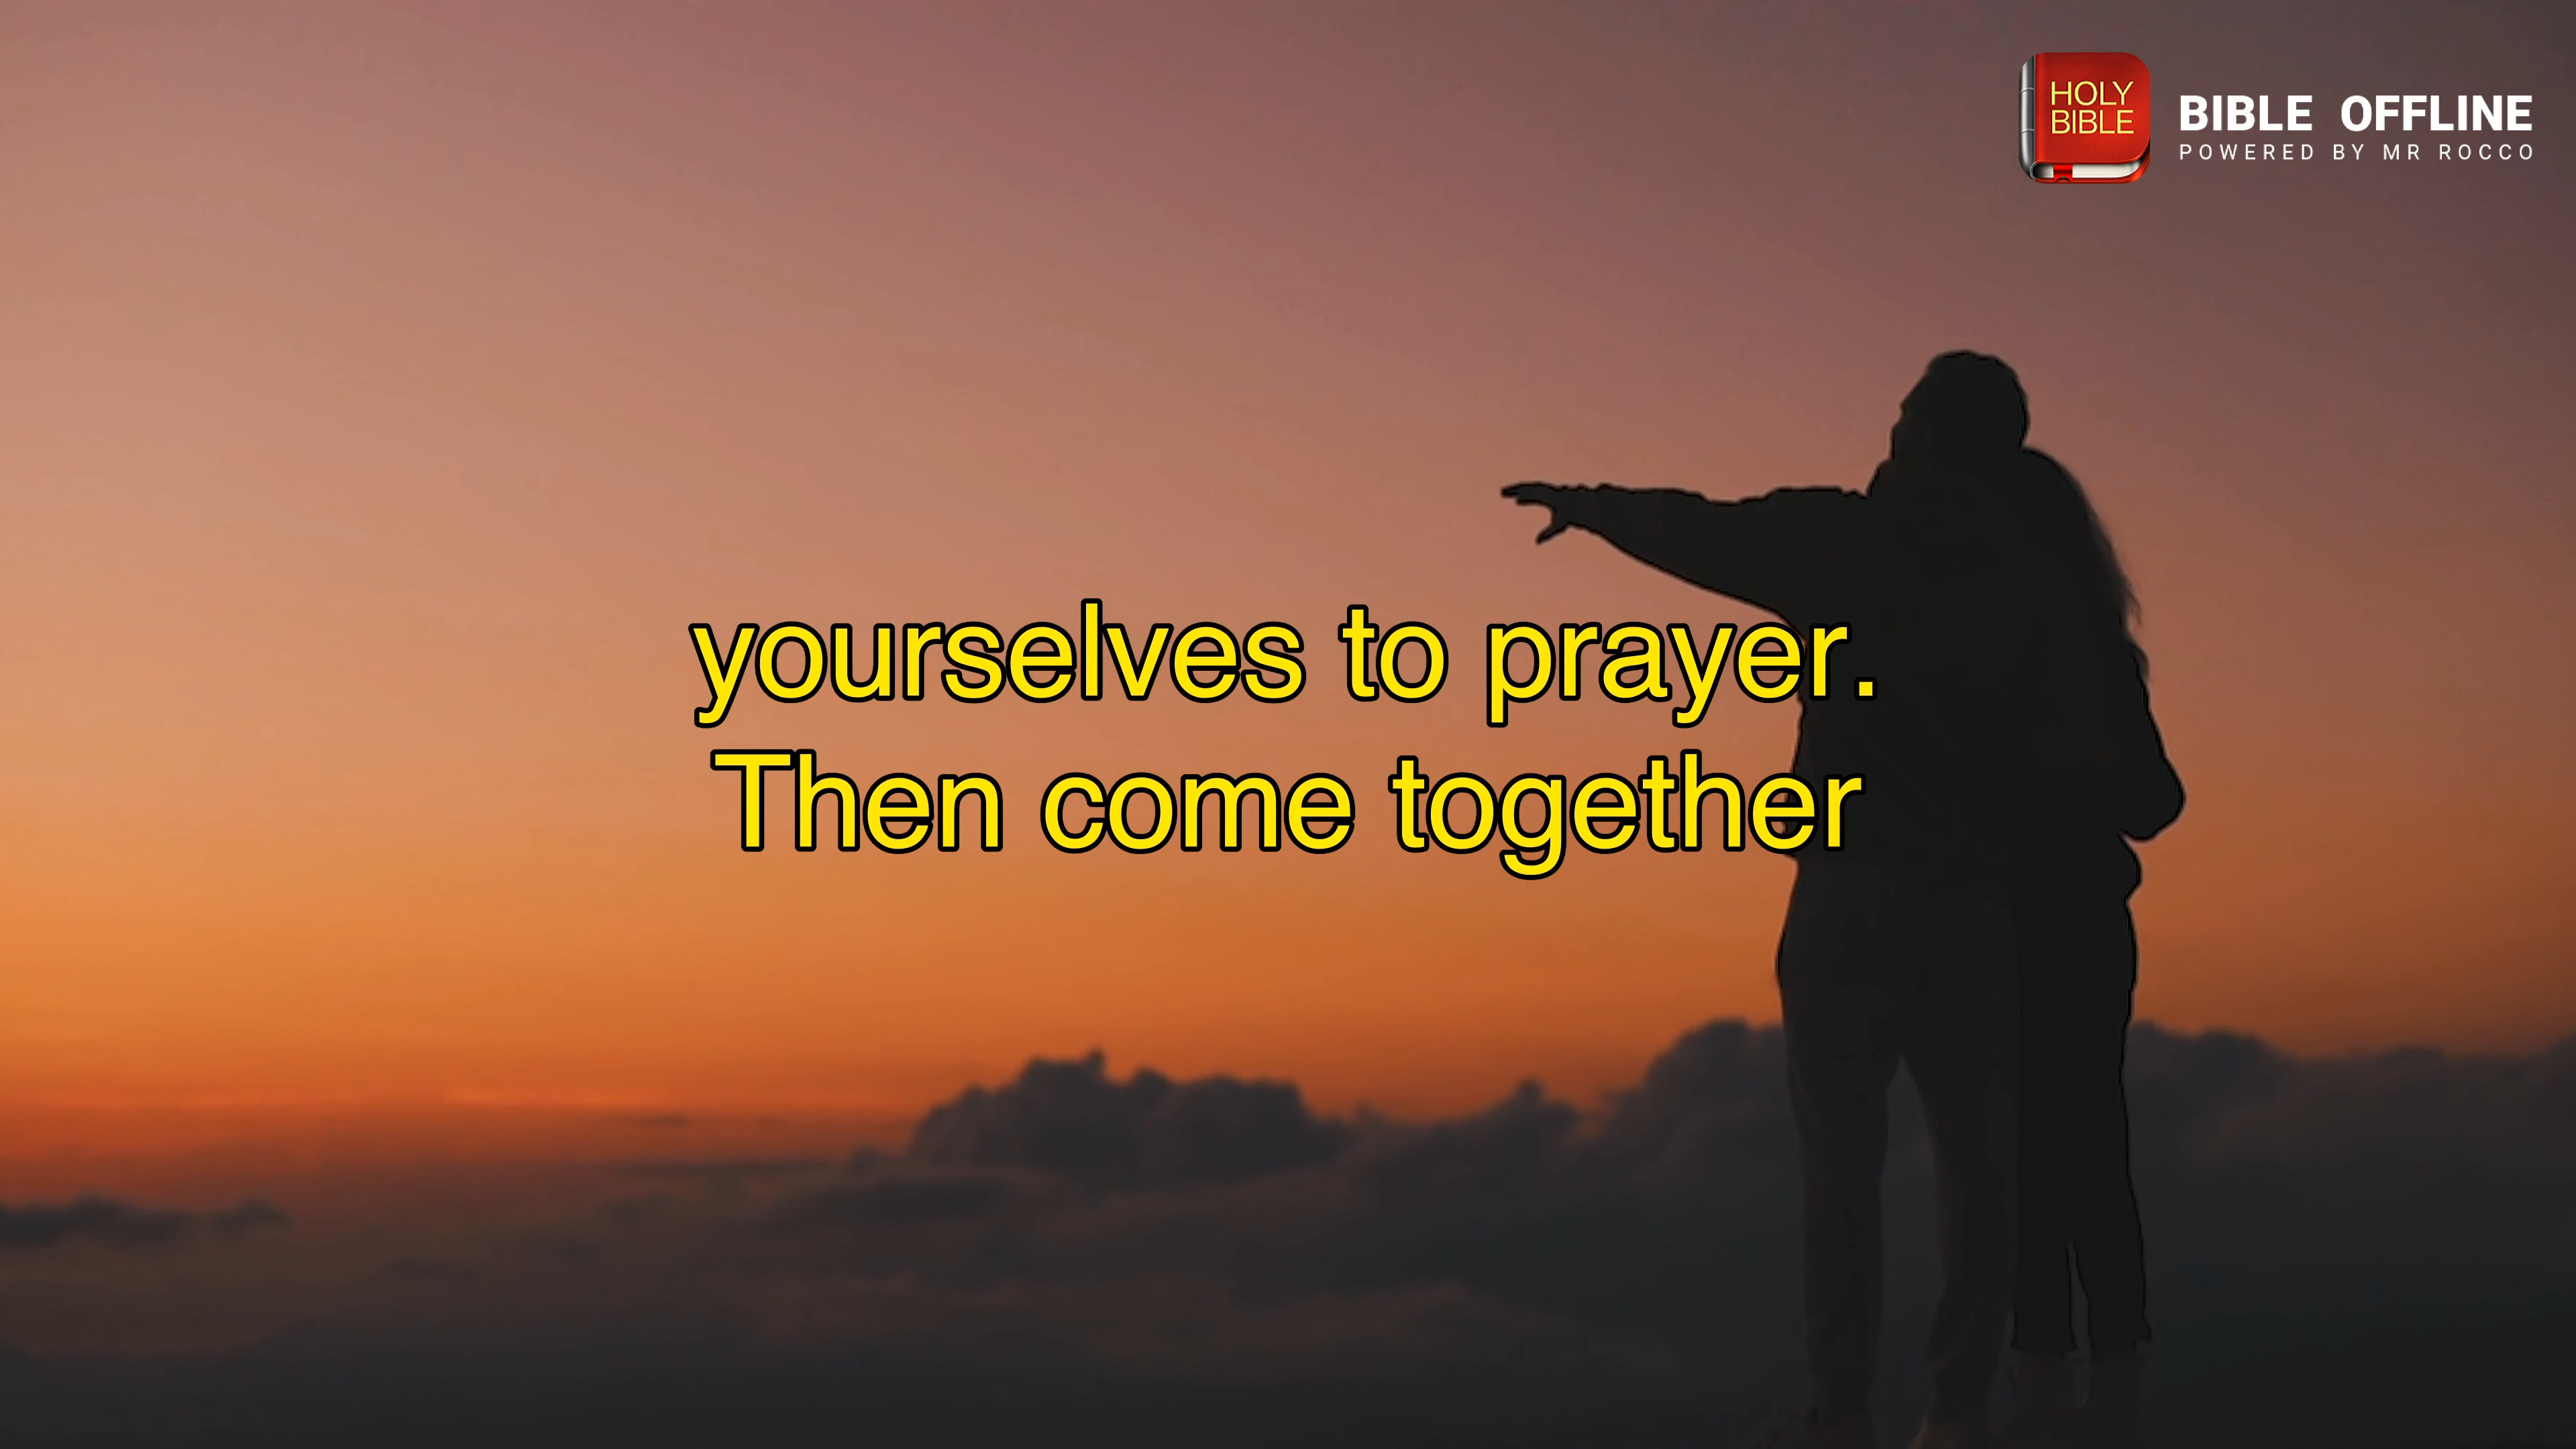 HOLY
BIBLE
BIBLE OFFLINE
POWERED BY MR ROCCO
yourselves to prayer.
Then come together